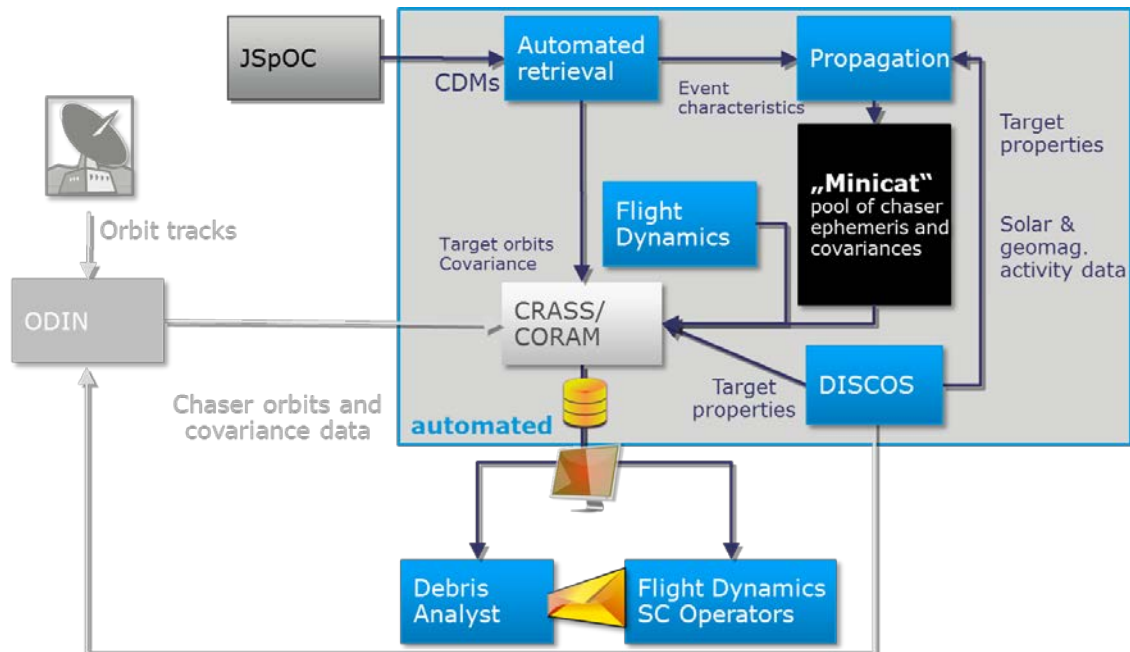 JSpOC
CDMs
Automated
retrieval
Event
characteristics
Propagation
Target
properties
Solar &
geomag.
activity data
„Minicat“
pool of chaser
ephemeris and
covariances
Flight
Dynamics
Orbit tracks
Target orbits
Covariance
ODIN
CRASS/
CORAM
Chaser orbits and
covariance data
Target
properties
DISCOS
automated
Debris
Analyst
Flight Dynamics
SC Operators